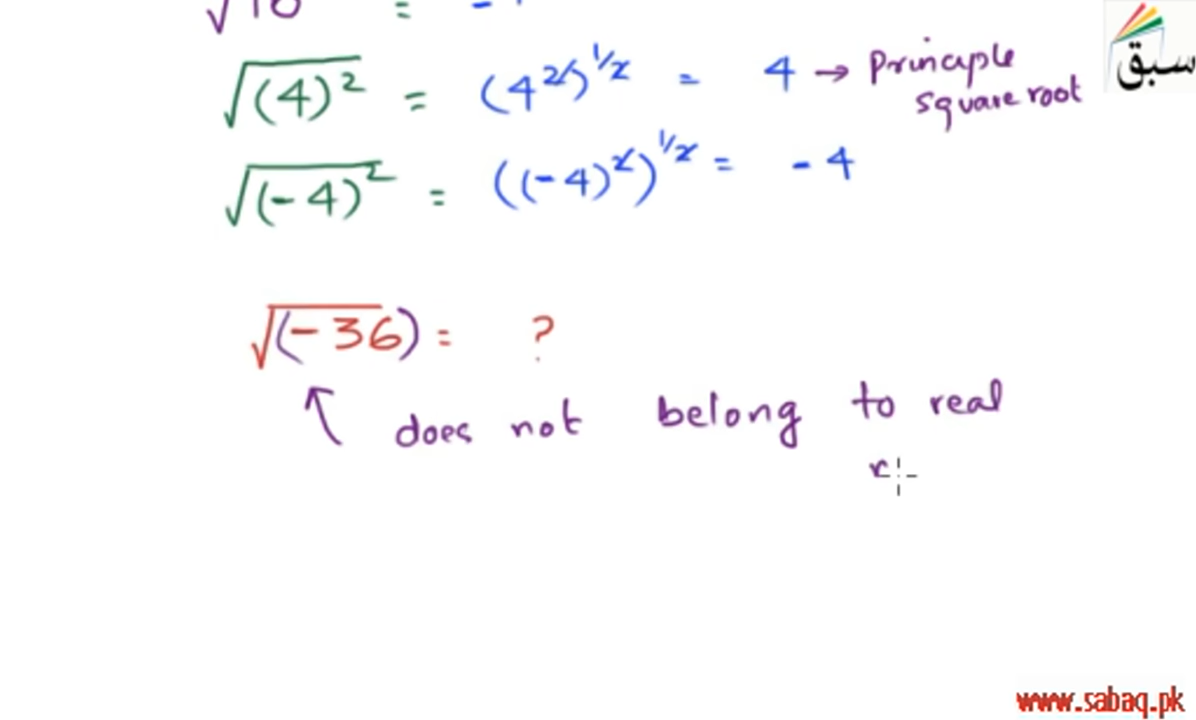 √(4)² = (4²)^1/2 = 4 → Principle
square root
√(-4)² = ((-4)²)^1/2 = -4
√(-36) = ?
does not belong to real
سبق
www.sabaq.pk